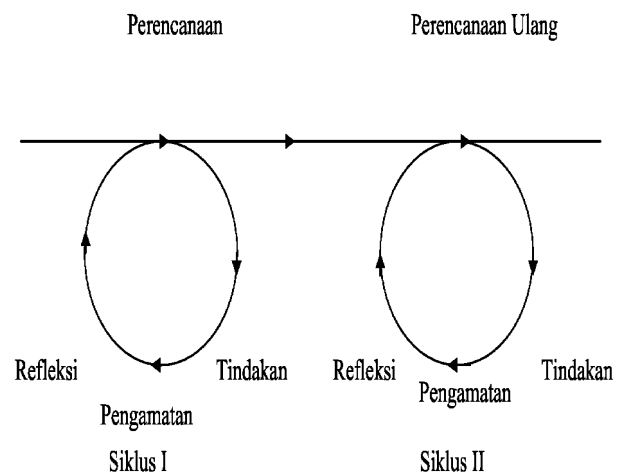 Perencanaan
Perencanaan Ulang
Refleksi
Tindakan
Refleksi
Tindakan
Pengamatan
Pengamatan
Siklus I
Siklus II